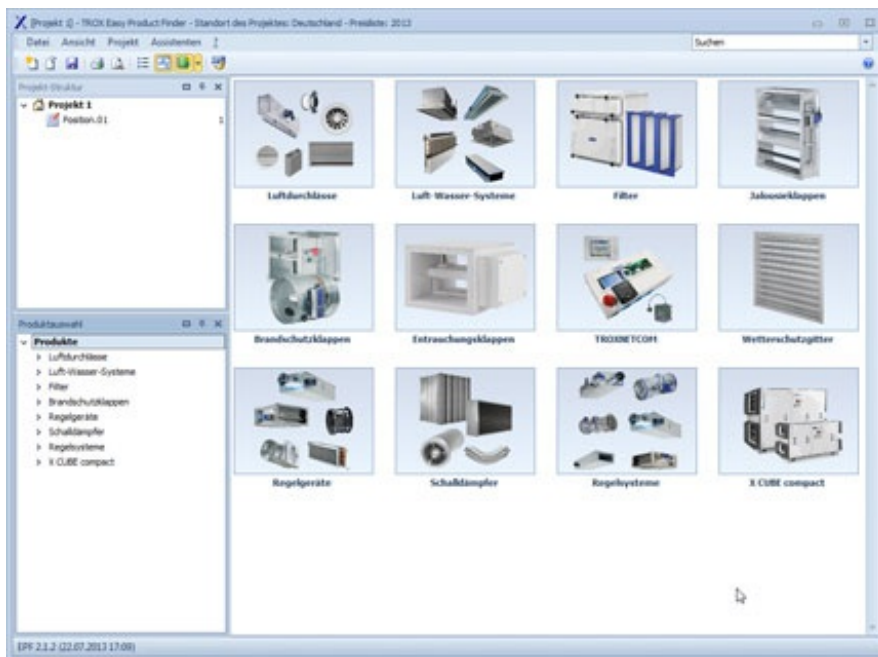 [Projekt 1] - TROX Easy Product Finder - Standort des Projektes: Deutschland - Preisliste: 2013
Datei Ansicht Projekt Assistenten ?
Suchen
Projekt-Struktur
Projekt 1
Position.01 1
Produktauswahl
Produkte
Luftdurchlässe
Luft-Wasser-Systeme
Filter
Brandschutzklappen
Regelgeräte
Schalldämpfer
Regelsysteme
X CUBE compact
Luftdurchlässe
Luft-Wasser-Systeme
Filter
Jalousieklappen
Brandschutzklappen
Entrauchungsklappen
TROXNETCOM
Wetterschutzgitter
Regelgeräte
Schalldämpfer
Regelsysteme
X CUBE compact
EPF 2.1.2 (22.07.2013 17:09)